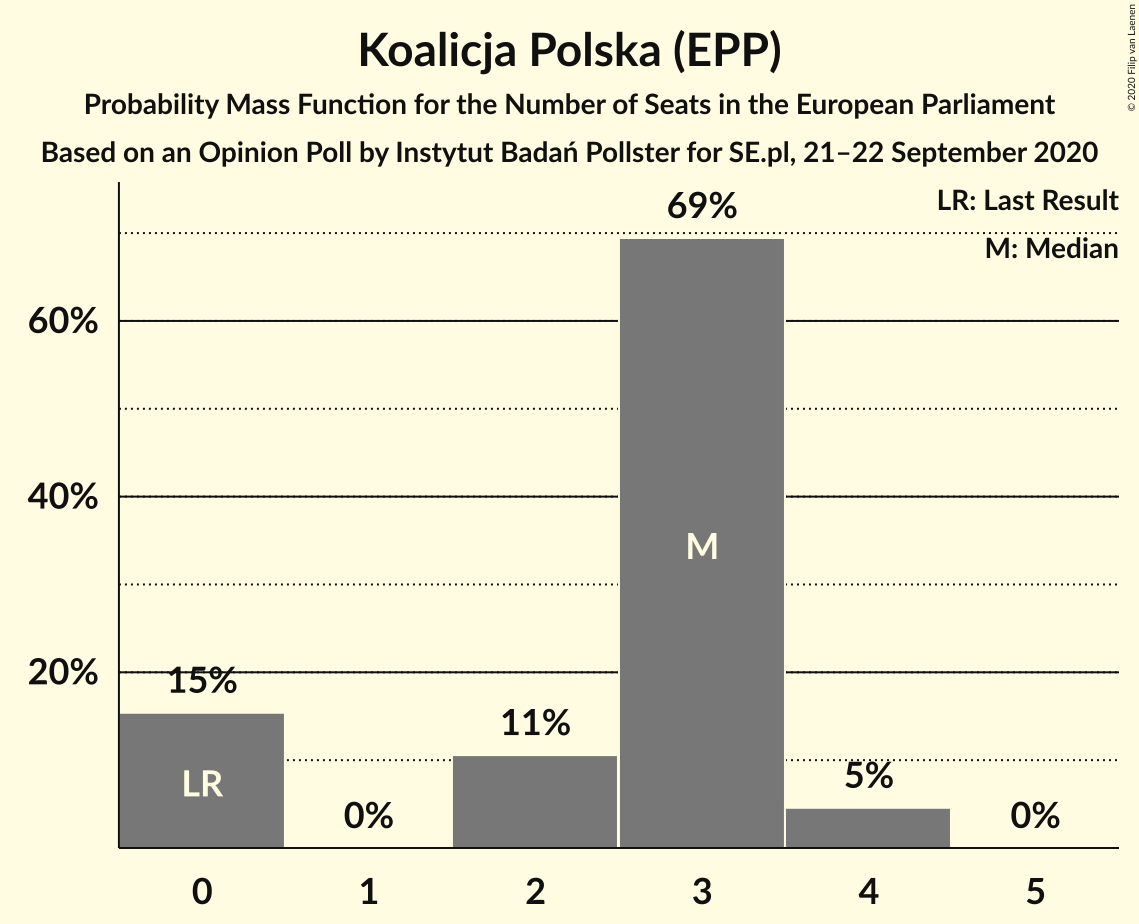 Koalicja Polska (EPP)
Probability Mass Function for the Number of Seats in the European Parliament
Based on an Opinion Poll by Instytut Badań Pollster for SE.pl, 21–22 September 2020
© 2020 Filip van Laenen
LR: Last Result
M: Median
60%
40%
20%
15%
0%
11%
69%
5%
0%
LR
M
0 1 2 3 4 5